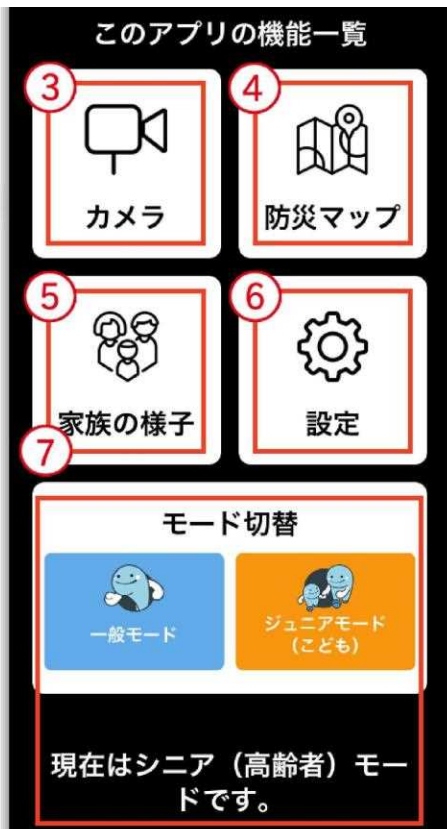 このアプリの機能一覧
③
④
カメラ
防災マップ
⑤
⑥
家族の様子
設定
⑦
モード切替
一般モード
ジュニアモード
(こども)
現在はシニア（高齢者）モー
ドです。